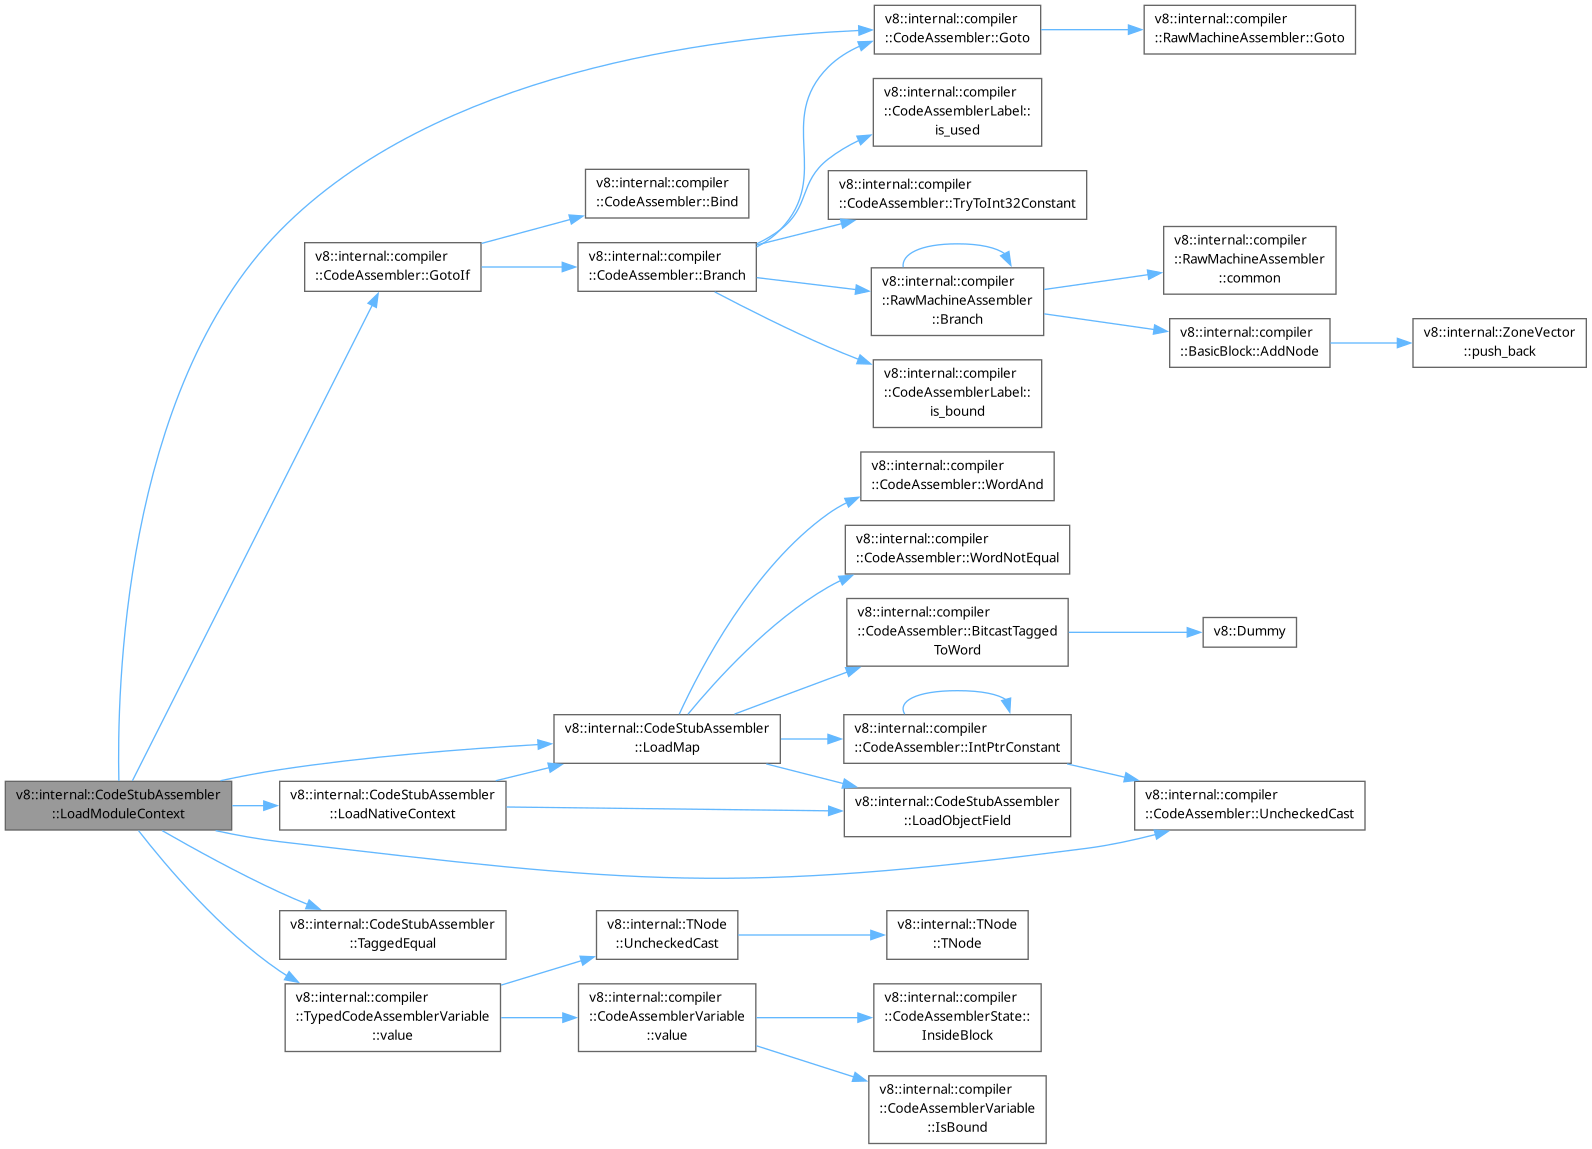 v8::internal::compiler
::CodeAssembler::Goto
v8::internal::compiler
::RawMachineAssembler::Goto
v8::internal::compiler
::CodeAssemblerLabel::
is_used
v8::internal::compiler
::CodeAssembler::Bind
v8::internal::compiler
::CodeAssembler::TryToInt32Constant
v8::internal::compiler
::CodeAssembler::GotoIf
v8::internal::compiler
::CodeAssembler::Branch
v8::internal::compiler
::RawMachineAssembler
::Branch
v8::internal::compiler
::RawMachineAssembler
::common
v8::internal::compiler
::BasicBlock::AddNode
v8::internal::ZoneVector
::push_back
v8::internal::compiler
::CodeAssemblerLabel::
is_bound
v8::internal::compiler
::CodeAssembler::WordAnd
v8::internal::compiler
::CodeAssembler::WordNotEqual
v8::internal::compiler
::CodeAssembler::BitcastTagged
ToWord
v8::Dummy
v8::internal::CodeStubAssembler
::LoadMap
v8::internal::compiler
::CodeAssembler::IntPtrConstant
v8::internal::CodeStubAssembler
::LoadModuleContext
v8::internal::CodeStubAssembler
::LoadNativeContext
v8::internal::CodeStubAssembler
::LoadObjectField
v8::internal::compiler
::CodeAssembler::UncheckedCast
v8::internal::CodeStubAssembler
::TaggedEqual
v8::internal::TNode
::UncheckedCast
v8::internal::TNode
::TNode
v8::internal::compiler
::TypedCodeAssemblerVariable
::value
v8::internal::compiler
::CodeAssemblerVariable
::value
v8::internal::compiler
::CodeAssemblerState::
InsideBlock
v8::internal::compiler
::CodeAssemblerVariable
::IsBound